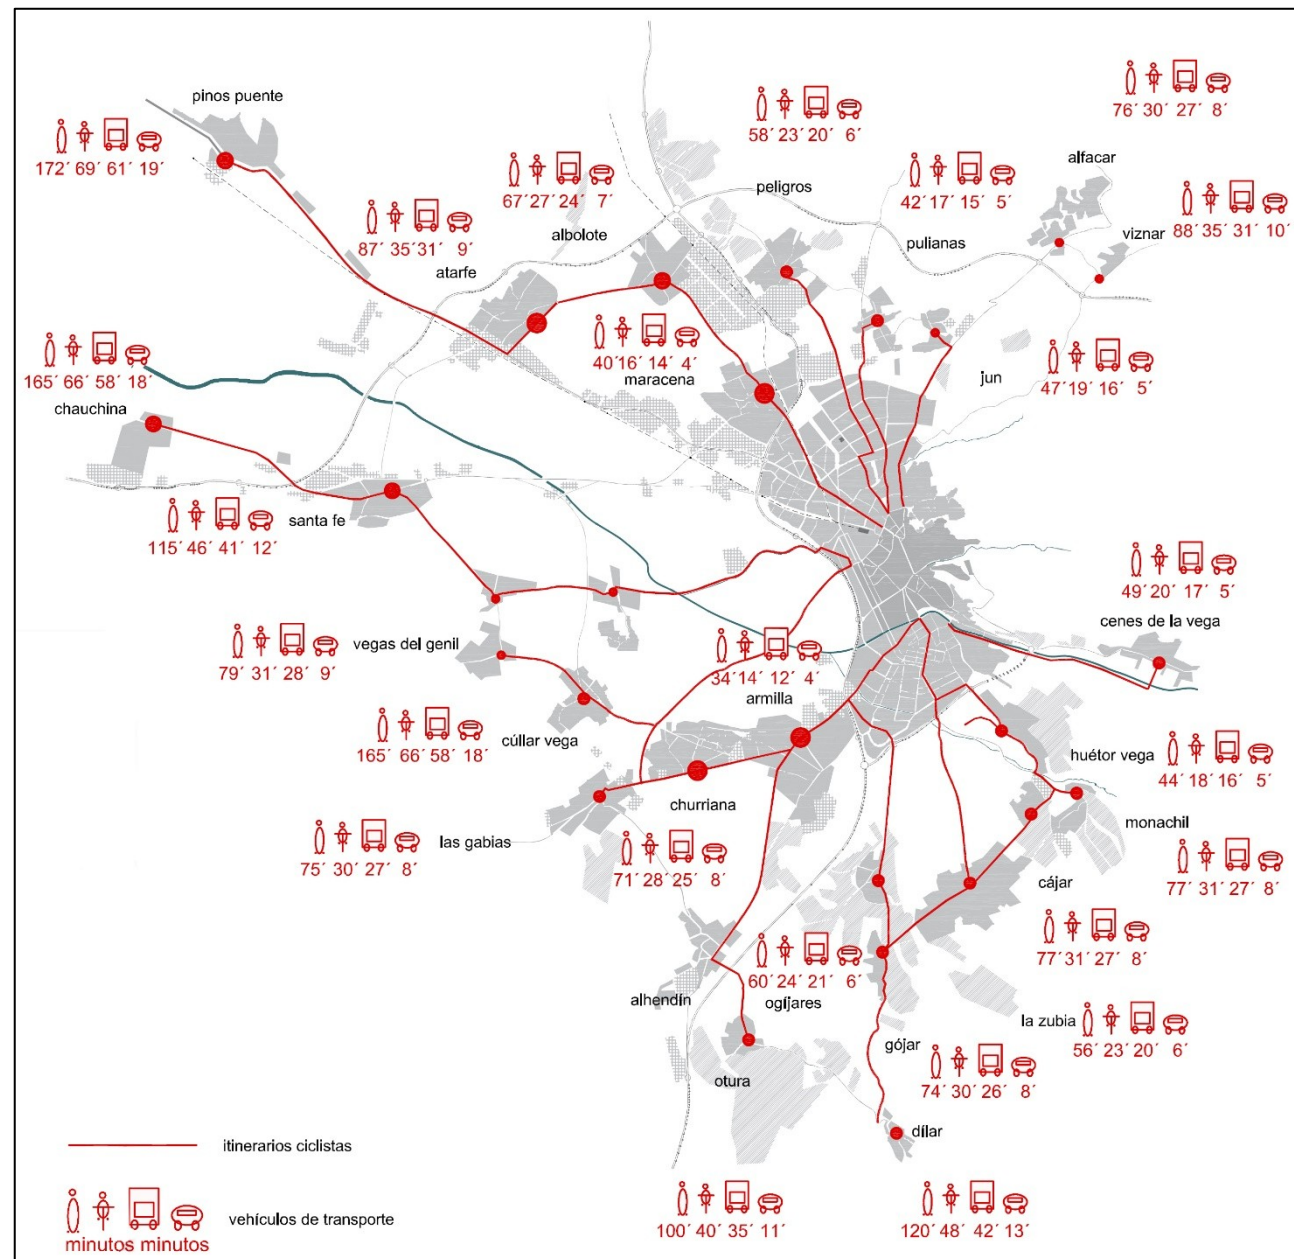 pinos puente
172´ 69´ 61´ 19´
87´ 35´ 31´ 9´
atarfe
67´ 27´ 24´ 7´
albolote
58´ 23´ 20´ 6´
peligros
42´ 17´ 15´ 5´
pulianas
76´ 30´ 27´ 8´
alfacar
88´ 35´ 31´ 10´
viznar
165´ 66´ 58´ 18´
chauchina
40´ 16´ 14´ 4´
maracena
jun
47´ 19´ 16´ 5´
santa fe
115´ 46´ 41´ 12´
49´ 20´ 17´ 5´
cenes de la vega
vegas del genil
79´ 31´ 28´ 9´
34´ 14´ 12´ 4´
armilla
165´ 66´ 58´ 18´
cúllar vega
huétor vega
44´ 18´ 16´ 5´
churriana
71´ 28´ 25´ 8´
las gabias
75´ 30´ 27´ 8´
monachil
77´ 31´ 27´ 8´
cájar
77´ 31´ 27´ 8´
60´ 24´ 21´ 6´
ogíjares
alhendín
la zubia
56´ 23´ 20´ 6´
gójar
74´ 30´ 26´ 8´
otura
dílar
itinerarios ciclistas
vehículos de transporte
minutos minutos
100´ 40´ 35´ 11´
120´ 48´ 42´ 13´